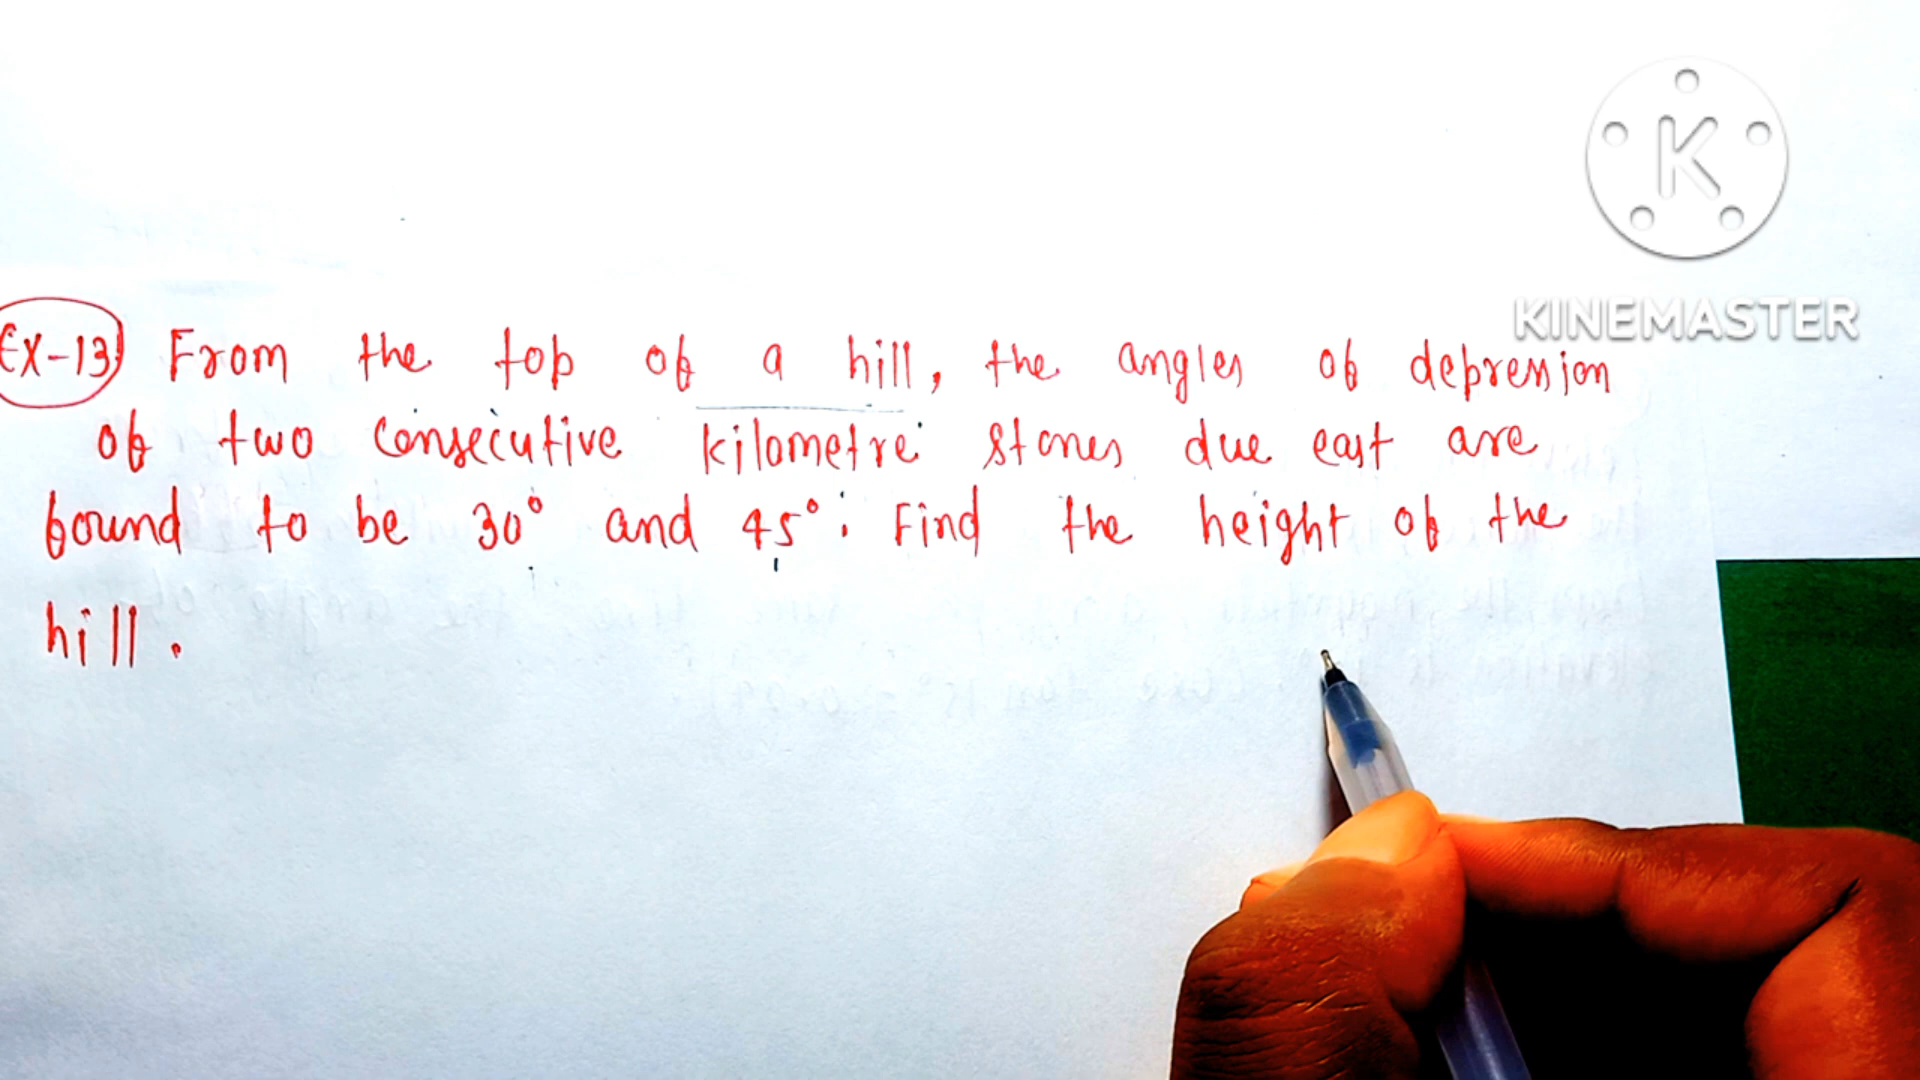 KINEMASTER
Ex-13) From the top of a hill, the angles of depression
of two consecutive kilometre stones due east are
found to be 30° and 45°. Find the height of the
hill.